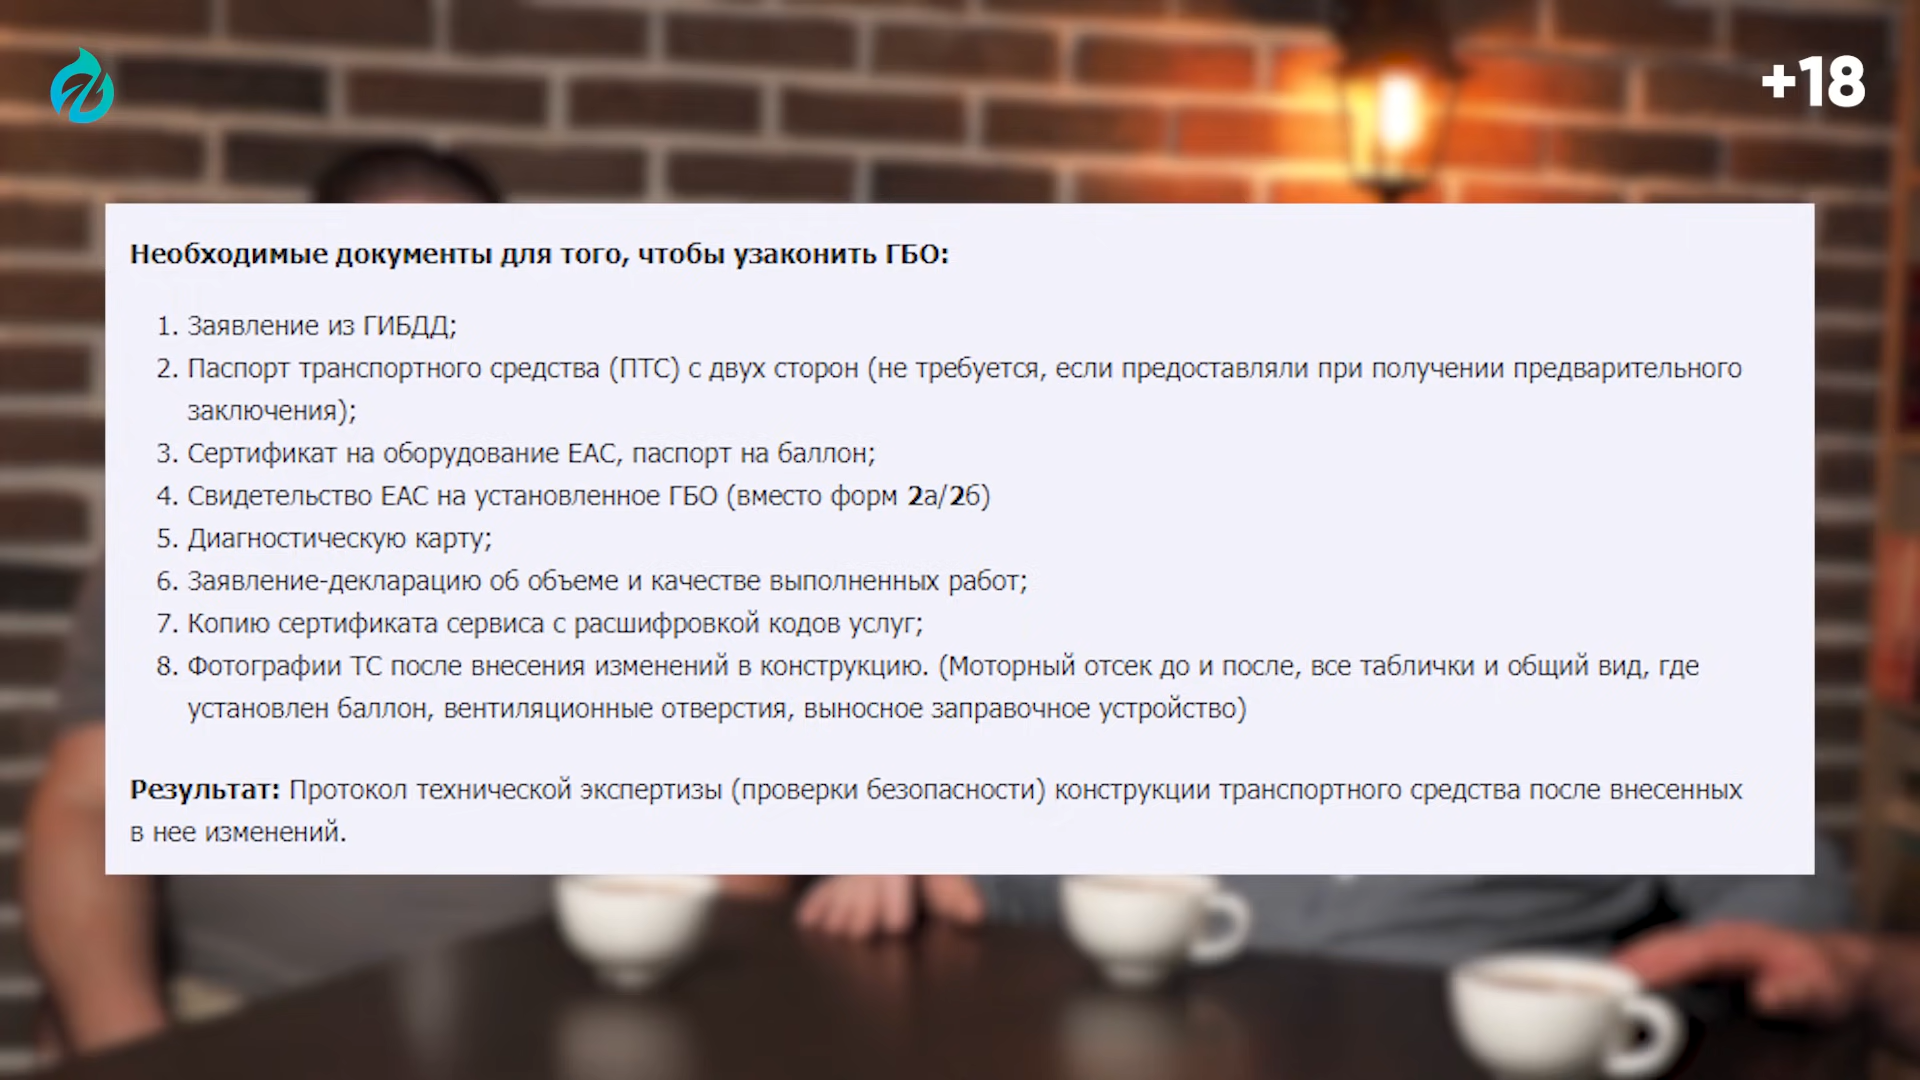 +18
Необходимые документы для того, чтобы узаконить ГБО:
1. Заявление из ГИБДД;
2. Паспорт транспортного средства (ПТС) с двух сторон (не требуется, если предоставляли при получении предварительного
заключения);
3. Сертификат на оборудование ЕАС, паспорт на баллон;
4. Свидетельство ЕАС на установленное ГБО (вместо форм 2а/2б)
5. Диагностическую карту;
6. Заявление-декларацию об объеме и качестве выполненных работ;
7. Копию сертификата сервиса с расшифровкой кодов услуг;
8. Фотографии ТС после внесения изменений в конструкцию. (Моторный отсек до и после, все таблички и общий вид, где
установлен баллон, вентиляционные отверстия, выносное заправочное устройство)
Результат: Протокол технической экспертизы (проверки безопасности) конструкции транспортного средства после внесенных
в нее изменений.